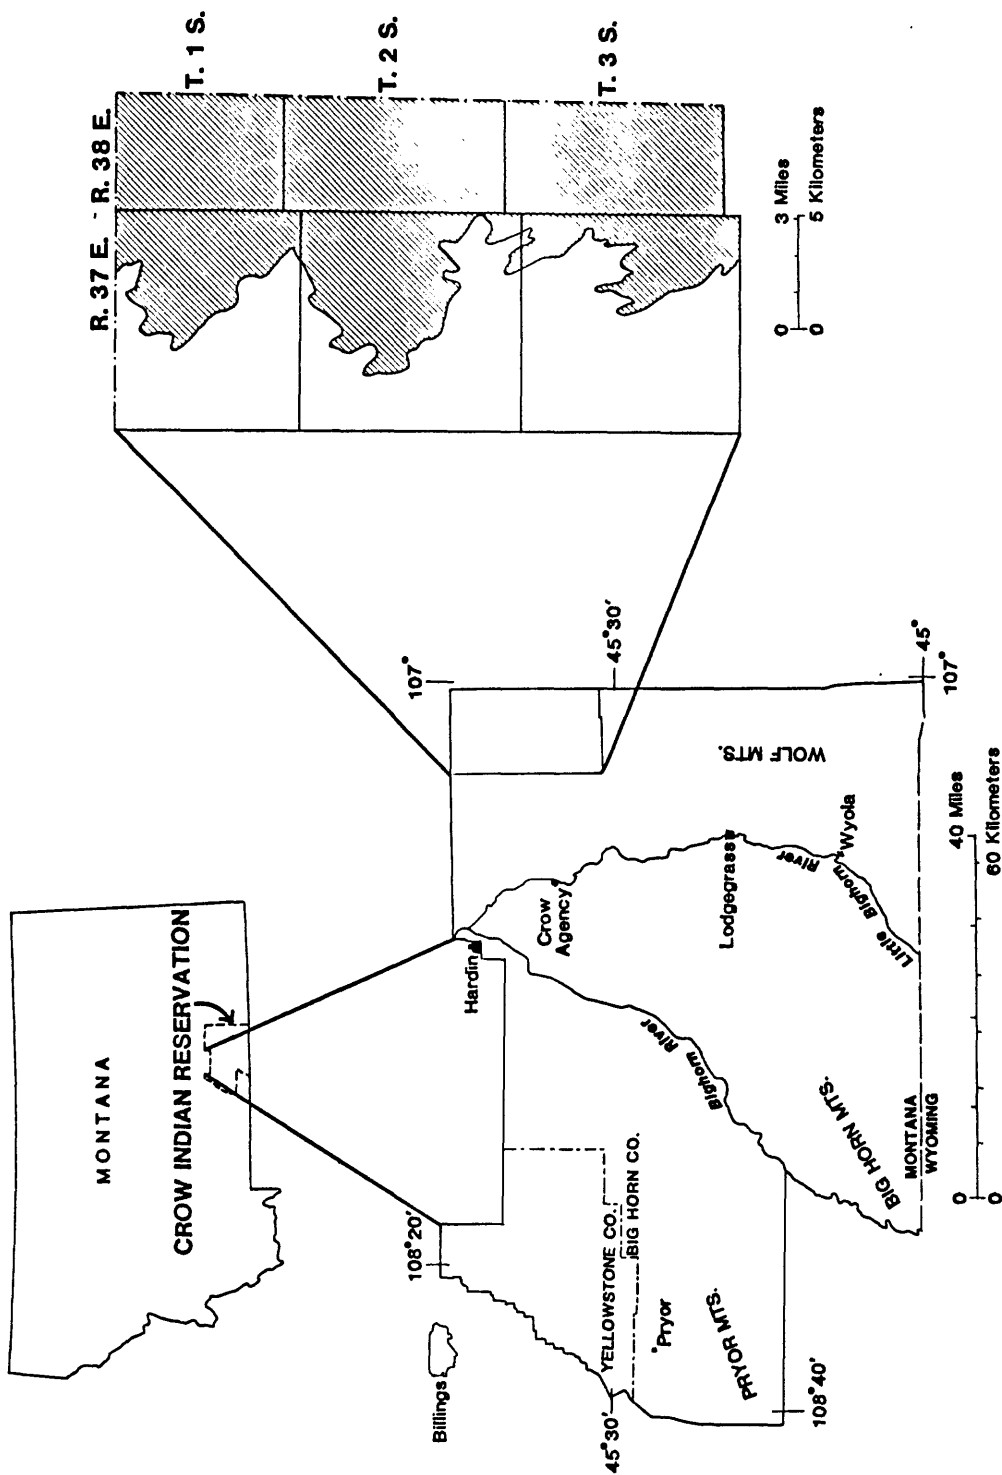 MONTANA
CROW INDIAN RESERVATION
R. 37 E.
R. 38 E.
T. 1 S.
T. 2 S.
T. 3 S.
0 3 Miles
0 5 Kilometers
Billings
108°20'
107°
Hardin
Crow
Agency
45°30'
45°30'
YELLOWSTONE CO.
BIG HORN CO.
Pryor
PRYOR MTS.
Bighorn
River
Lodgegrass
WOLF
MTS.
Little Bighorn
River
Wyola
BIG HORN MTS.
108°40'
MONTANA
WYOMING
45°
107°
0 40 Miles
0 60 Kilometers